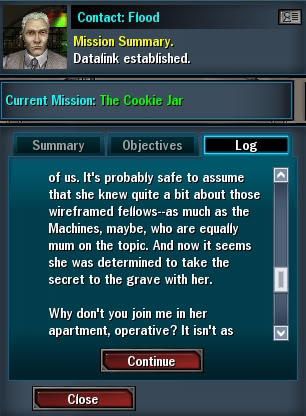 Contact: Flood
Mission Summary.
Datalink established.
Current Mission: The Cookie Jar
Summary
Objectives
Log
of us. It's probably safe to assume
that she knew quite a bit about those
wireframed fellows--as much as the
Machines, maybe, who are equally
mum on the topic. And now it seems
she was determined to take the
secret to the grave with her.
Why don't you join me in her
apartment, operative? It isn't as
Continue
Close